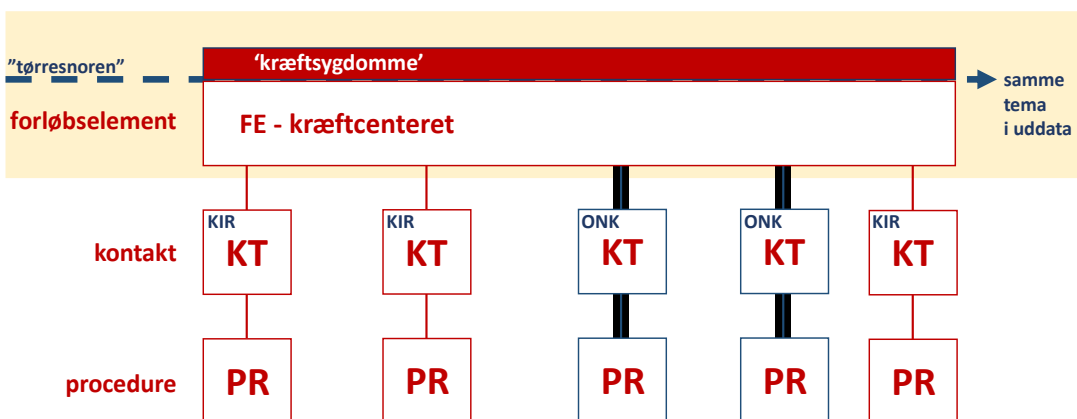 'kræftsygdomme'
"tørresnoren"
samme
tema
i uddata
forløbselement
FE - kræftcenteret
KIR
KIR
ONK
ONK
KIR
kontakt
KT
KT
KT
KT
KT
procedure
PR
PR
PR
PR
PR